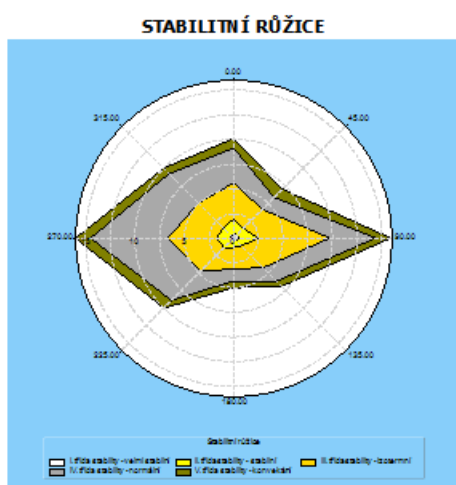 STABILITNÍ RŮŽICE
0.00
315.00 45.00
270.00 10 5 0 90.00
225.00 135.00
180.00
Stabilitní růžice
I. třída stability - velmi stabilní II. třída stability - stabilní III. třída stability - izotermní
IV. třída stability - normální V. třída stability - konvekční